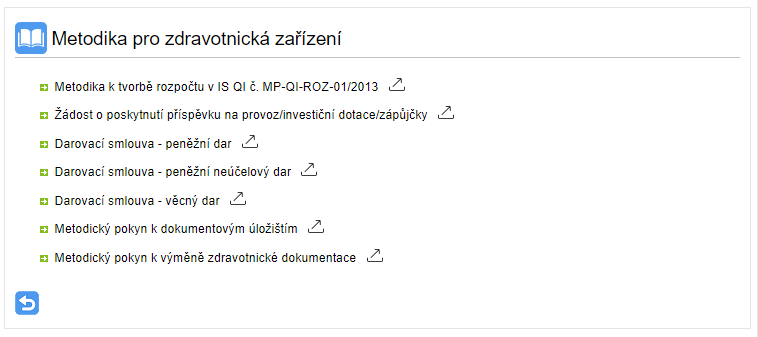 Metodika pro zdravotnická zařízení
Metodika k tvorbě rozpočtu v IS QI č. MP-QI-ROZ-01/2013
Žádost o poskytnutí příspěvku na provoz/investiční dotace/zápůjčky
Darovací smlouva - peněžní dar
Darovací smlouva - peněžní neúčelový dar
Darovací smlouva - věcný dar
Metodický pokyn k dokumentovým úložištím
Metodický pokyn k výměně zdravotnické dokumentace